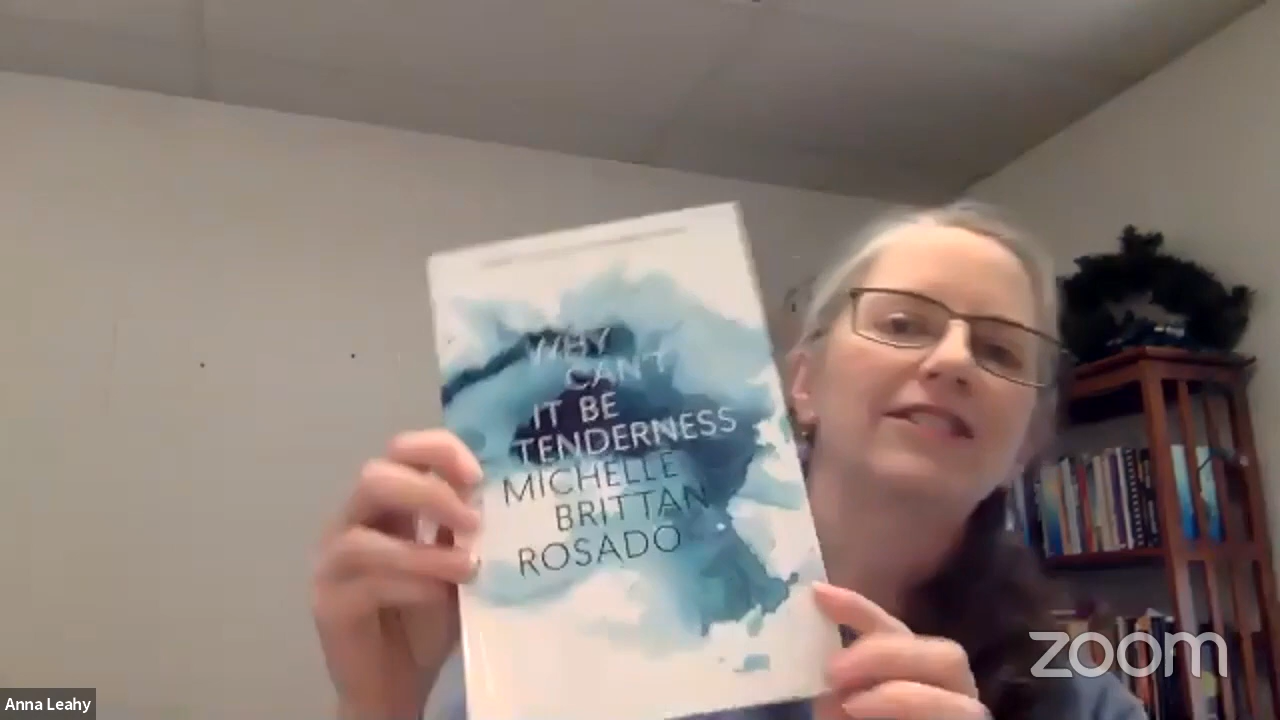 WHY
CAN'T
IT BE
TENDERNESS
MICHELLE
BRITTAN
ROSADO
Anna Leahy
zoom